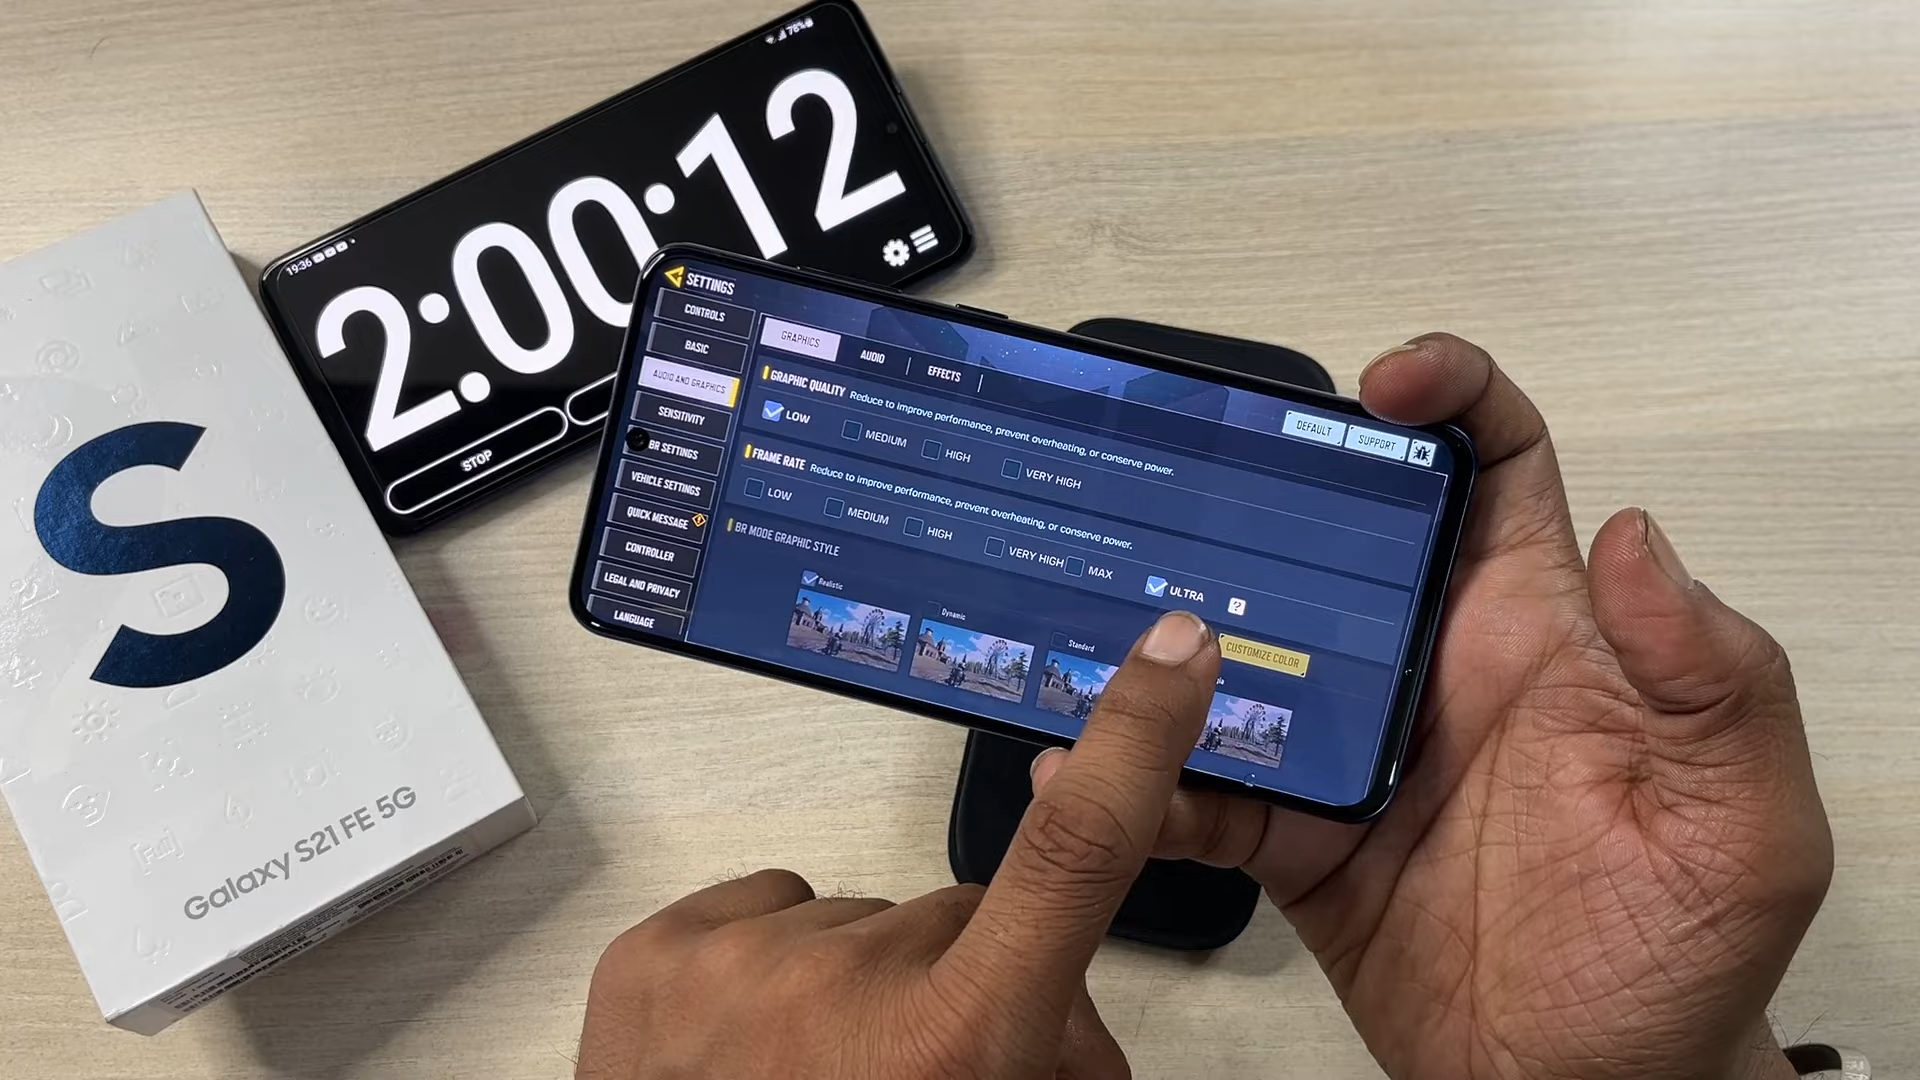 78%
19:36
2:00:12
STOP
S
Galaxy S21 FE 5G
SETTINGS
CONTROLS
BASIC
AUDIO AND GRAPHICS
SENSITIVITY
BR SETTINGS
VEHICLE SETTINGS
QUICK MESSAGE
CONTROLLER
LEGAL AND PRIVACY
LANGUAGE
GRAPHICS
AUDIO
EFFECTS
DEFAULT
SUPPORT
GRAPHIC QUALITY Reduce to improve performance, prevent overheating, or conserve power.
LOW MEDIUM HIGH VERY HIGH
FRAME RATE Reduce to improve performance, prevent overheating, or conserve power.
LOW MEDIUM HIGH VERY HIGH MAX ULTRA ?
BR MODE GRAPHIC STYLE
CUSTOMIZE COLOR
Realistic Dynamic Standard